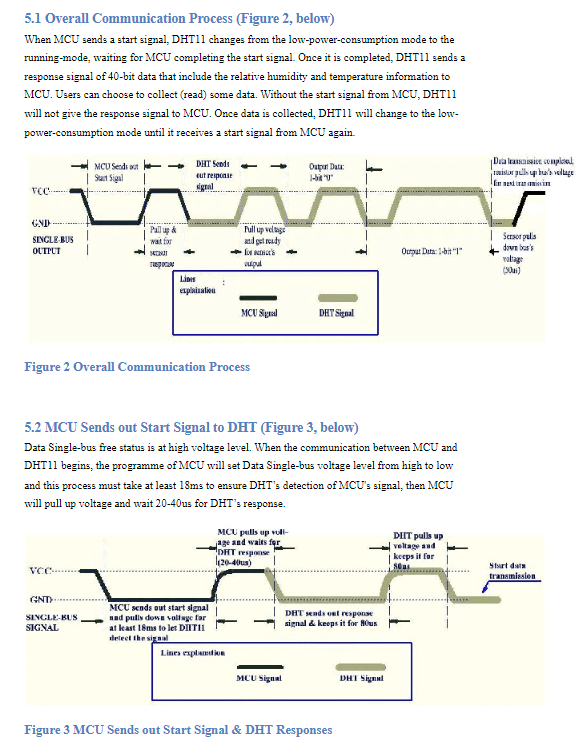 5.1 Overall Communication Process (Figure 2, below)
When MCU sends a start signal, DHT11 changes from the low-power-consumption mode to the
running-mode, waiting for MCU completing the start signal. Once it is completed, DHT11 sends a
response signal of 40-bit data that include the relative humidity and temperature information to
MCU. Users can choose to collect (read) some data. Without the start signal from MCU, DHT11
will not give the response signal to MCU. Once data is collected, DHT11 will change to the low-
power-consumption mode until it receives a start signal from MCU again.
MCU Sends out
Start Signal
DHT Sends
out response
signal
Output Data:
1-bit "0"
Data transmission completed,
resistor pulls up bus's voltage
for next transmission
VCC
GND
SINGLE-BUS
OUTPUT
Pull up &
wait for
sensor
response
Pull up voltage
and get ready
for sensor's
output
Output Data: 1-bit "1"
Sensor pulls
down bus's
voltage
(50us)
Lines
explaination :
MCU Signal
DHT Signal
Figure 2 Overall Communication Process
5.2 MCU Sends out Start Signal to DHT (Figure 3, below)
Data Single-bus free status is at high voltage level. When the communication between MCU and
DHT11 begins, the programme of MCU will set Data Single-bus voltage level from high to low
and this process must take at least 18ms to ensure DHT's detection of MCU's signal, then MCU
will pull up voltage and wait 20-40us for DHT's response.
MCU pulls up volt-
age and waits for
DHT response
(20-40us)
DHT pulls up
voltage and
keeps it for
80us
Start data
transmission
VCC
GND
SINGLE-BUS
SIGNAL
MCU sends out start signal
and pulls down voltage for
at least 18ms to let DHT11
detect the signal
DHT sends out response
signal & keeps it for 80us
Lines explanation
MCU Signal
DHT Signal
Figure 3 MCU Sends out Start Signal & DHT Responses